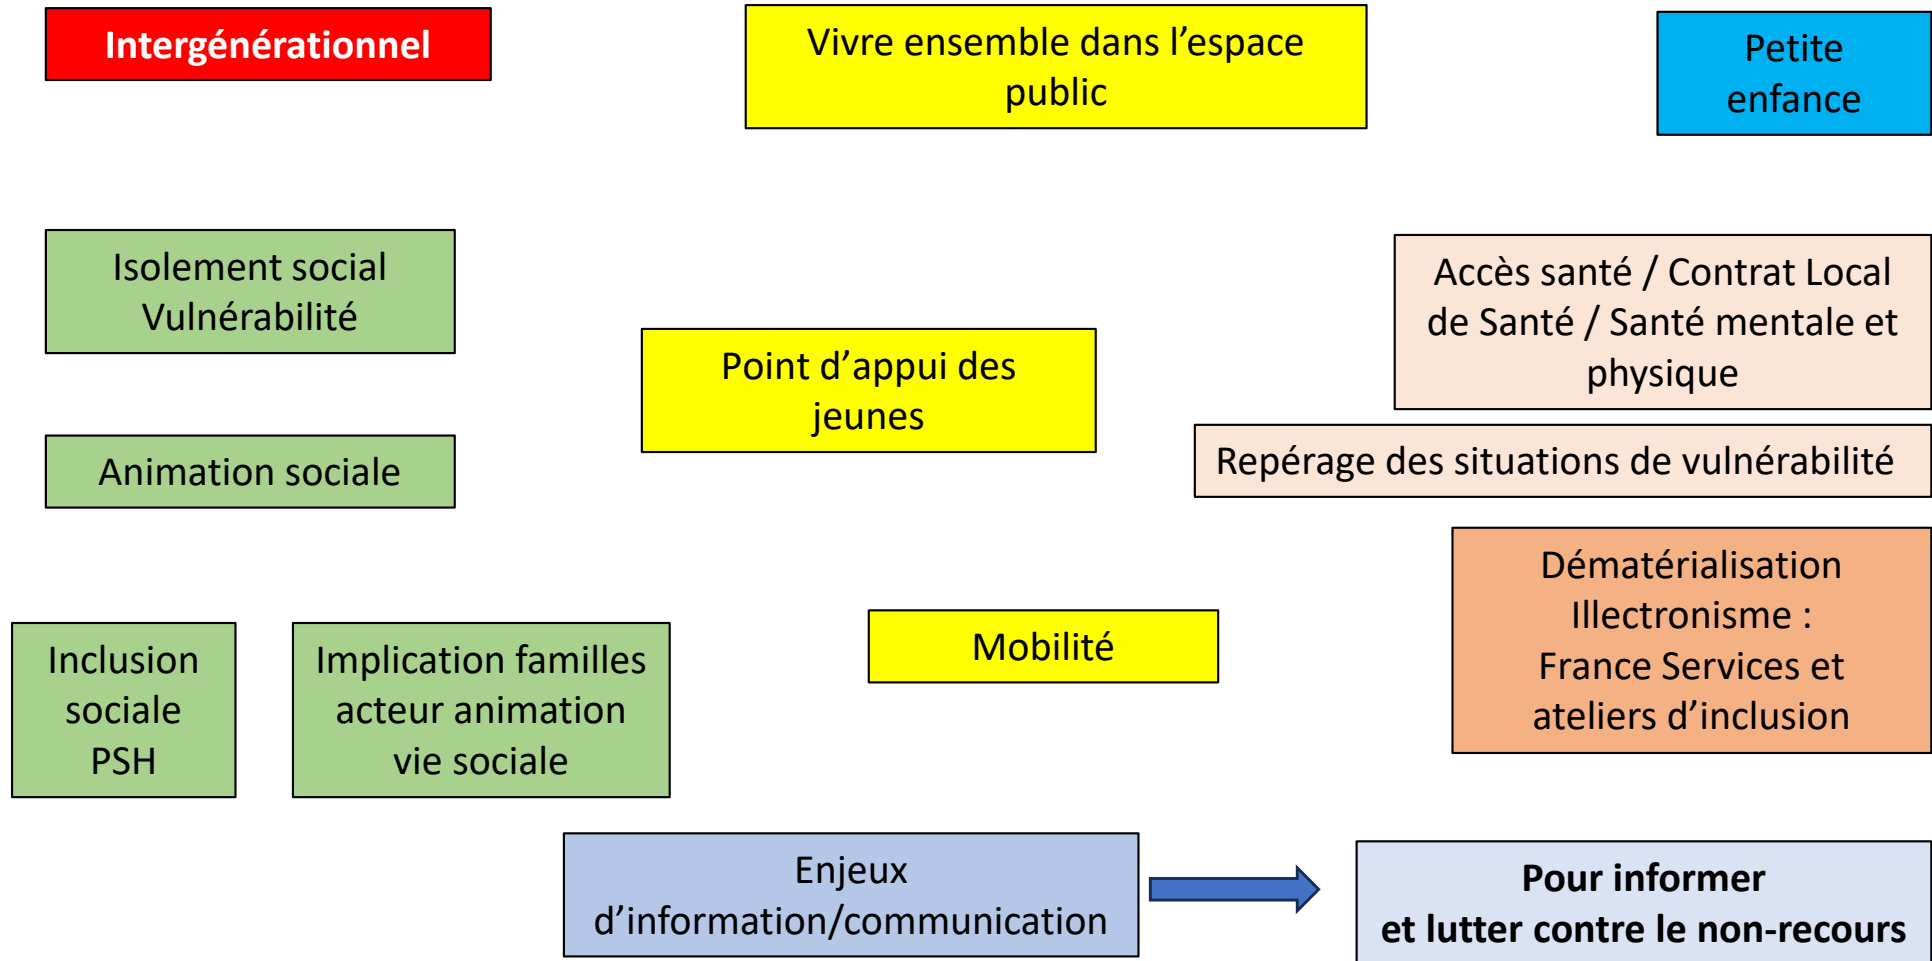 Intergénérationnel
Vivre ensemble dans l’espace
public
Petite
enfance
Isolement social
Vulnérabilité
Accès santé / Contrat Local
de Santé / Santé mentale et
physique
Point d’appui des
jeunes
Animation sociale
Repérage des situations de vulnérabilité
Dématérialisation
Illectronisme :
France Services et
ateliers d’inclusion
Inclusion
sociale
PSH
Implication familles
acteur animation
vie sociale
Mobilité
Enjeux
d’information/communication
Pour informer
et lutter contre le non-recours